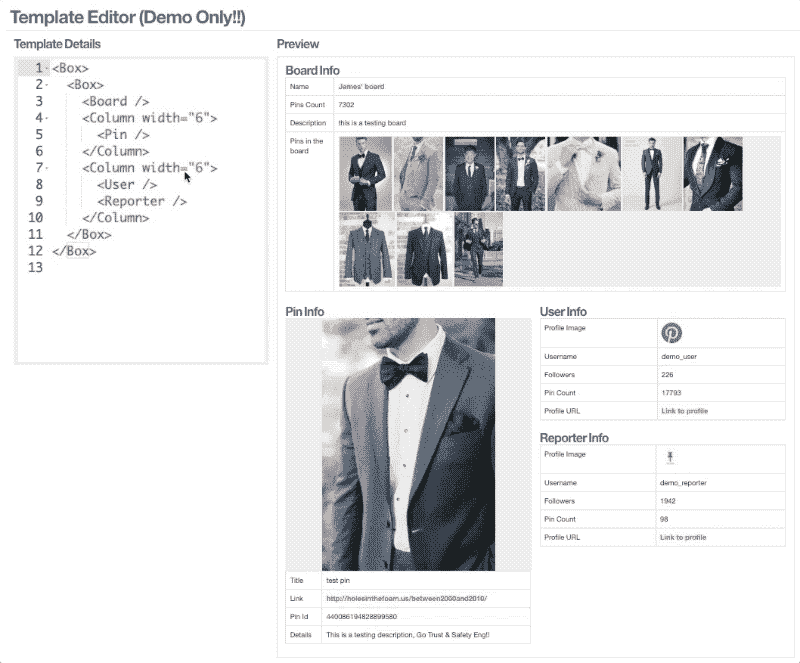 Template Editor (Demo Only!!)
Template Details
1 <Box>
2 <Box>
3 <Board />
4 <Column width="6">
5 <Pin />
6 </Column>
7 <Column width="6">
8 <User />
9 <Reporter />
10 </Column>
11 </Box>
12 </Box>
13
Preview
Board Info
Name James' board
Pins Count 7302
Description this is a testing board
Pins in the
board
Pin Info
Title test pin
Link http://holesinthefoam.us/between2000and2010/
Pin Id 440086194828899580
Details This is a testing description, Go Trust & Safety Eng!!
User Info
Profile Image
Username demo_user
Followers 226
Pin Count 17793
Profile URL Link to profile
Reporter Info
Profile Image
Username demo_reporter
Followers 1942
Pin Count 98
Profile URL Link to profile